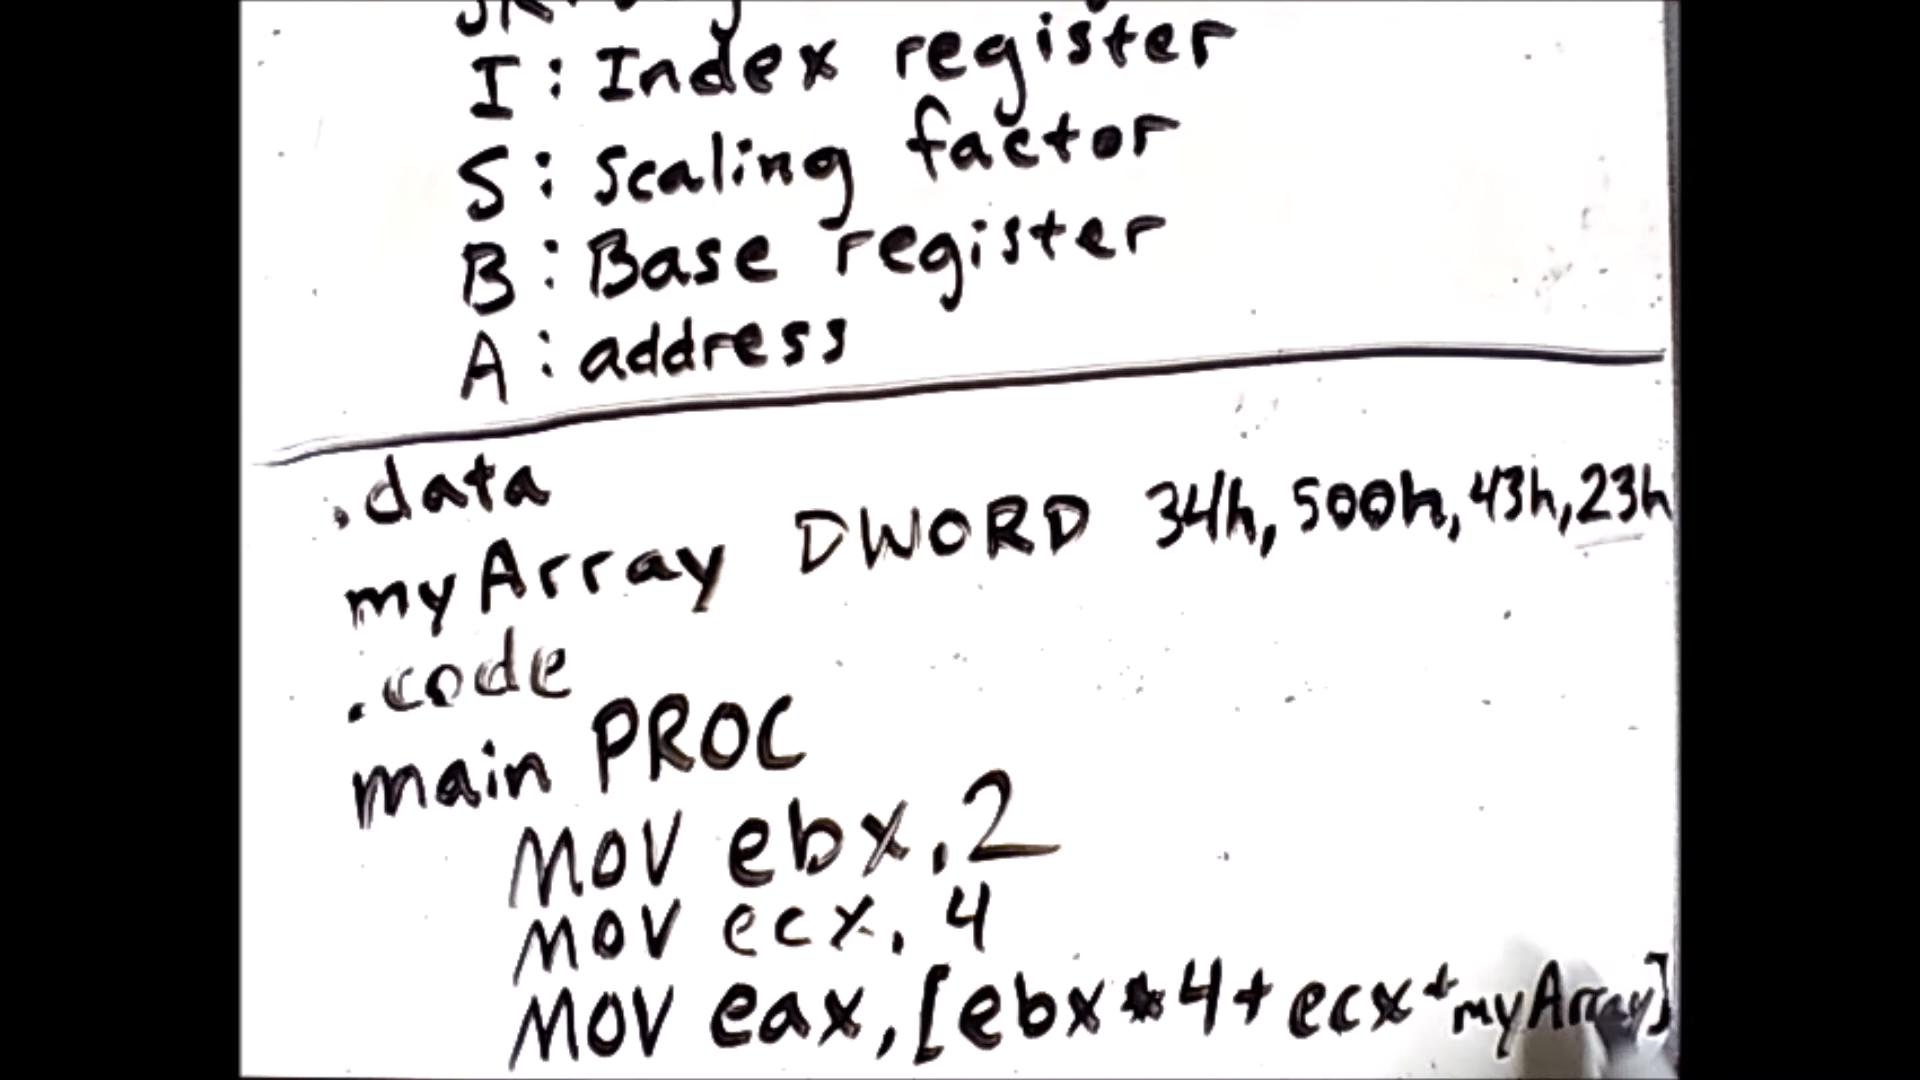 I : Index register
S : Scaling factor
B : Base register
A : address
.data
myArray DWORD 34h, 500h, 43h, 23h
.code
main PROC
MOV ebx, 2
MOV ecx, 4
MOV eax, [ebx*4+ecx+myArray]